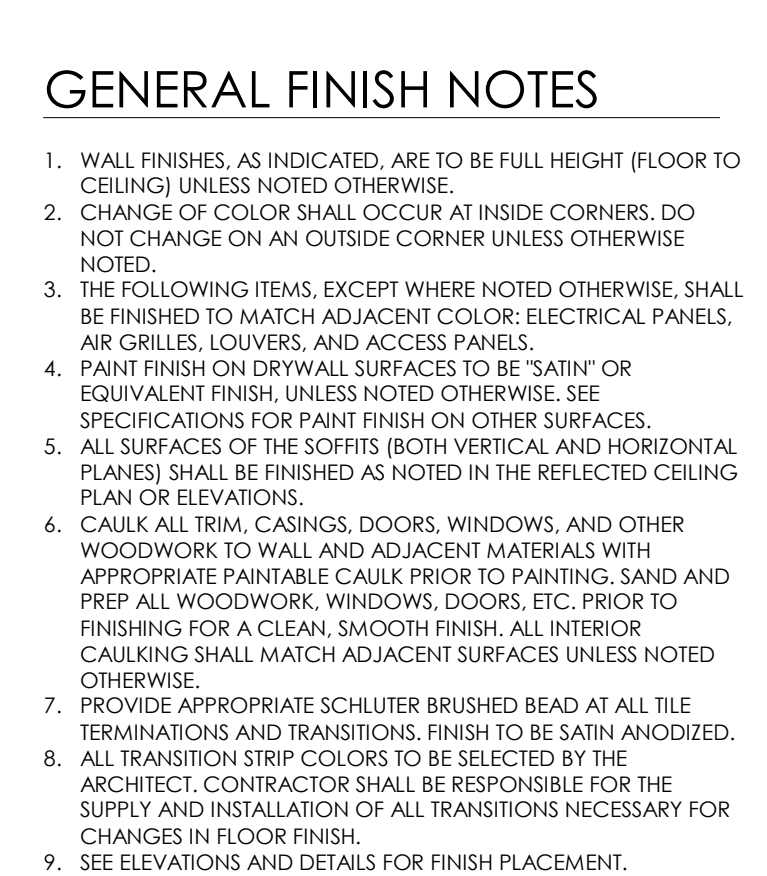 GENERAL FINISH NOTES
1. WALL FINISHES, AS INDICATED, ARE TO BE FULL HEIGHT (FLOOR TO
CEILING) UNLESS NOTED OTHERWISE.
2. CHANGE OF COLOR SHALL OCCUR AT INSIDE CORNERS. DO
NOT CHANGE ON AN OUTSIDE CORNER UNLESS OTHERWISE
NOTED.
3. THE FOLLOWING ITEMS, EXCEPT WHERE NOTED OTHERWISE, SHALL
BE FINISHED TO MATCH ADJACENT COLOR: ELECTRICAL PANELS,
AIR GRILLES, LOUVERS, AND ACCESS PANELS.
4. PAINT FINISH ON DRYWALL SURFACES TO BE "SATIN" OR
EQUIVALENT FINISH, UNLESS NOTED OTHERWISE. SEE
SPECIFICATIONS FOR PAINT FINISH ON OTHER SURFACES.
5. ALL SURFACES OF THE SOFFITS (BOTH VERTICAL AND HORIZONTAL
PLANES) SHALL BE FINISHED AS NOTED IN THE REFLECTED CEILING
PLAN OR ELEVATIONS.
6. CAULK ALL TRIM, CASINGS, DOORS, WINDOWS, AND OTHER
WOODWORK TO WALL AND ADJACENT MATERIALS WITH
APPROPRIATE PAINTABLE CAULK PRIOR TO PAINTING. SAND AND
PREP ALL WOODWORK, WINDOWS, DOORS, ETC. PRIOR TO
FINISHING FOR A CLEAN, SMOOTH FINISH. ALL INTERIOR
CAULKING SHALL MATCH ADJACENT SURFACES UNLESS NOTED
OTHERWISE.
7. PROVIDE APPROPRIATE SCHLUTER BRUSHED BEAD AT ALL TILE
TERMINATIONS AND TRANSITIONS. FINISH TO BE SATIN ANODIZED.
8. ALL TRANSITION STRIP COLORS TO BE SELECTED BY THE
ARCHITECT. CONTRACTOR SHALL BE RESPONSIBLE FOR THE
SUPPLY AND INSTALLATION OF ALL TRANSITIONS NECESSARY FOR
CHANGES IN FLOOR FINISH.
9. SEE ELEVATIONS AND DETAILS FOR FINISH PLACEMENT.